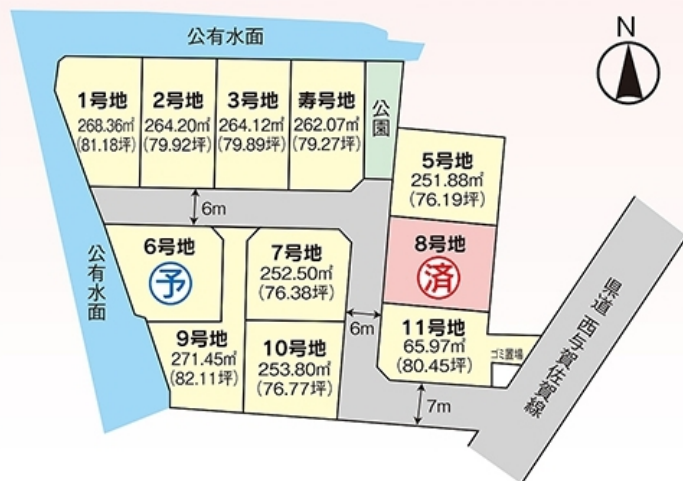 公有水面
N
1号地
268.36㎡
(81.18坪)
2号地
264.20㎡
(79.92坪)
3号地
264.12㎡
(79.89坪)
寿号地
262.07㎡
(79.27坪)
公園
5号地
251.88㎡
(76.19坪)
6m
公有水面
6号地
予
7号地
252.50㎡
(76.38坪)
8号地
済
6m
9号地
271.45㎡
(82.11坪)
10号地
253.80㎡
(76.77坪)
11号地
65.97㎡
(80.45坪)
ゴミ置場
7m
県道 西与賀佐賀線